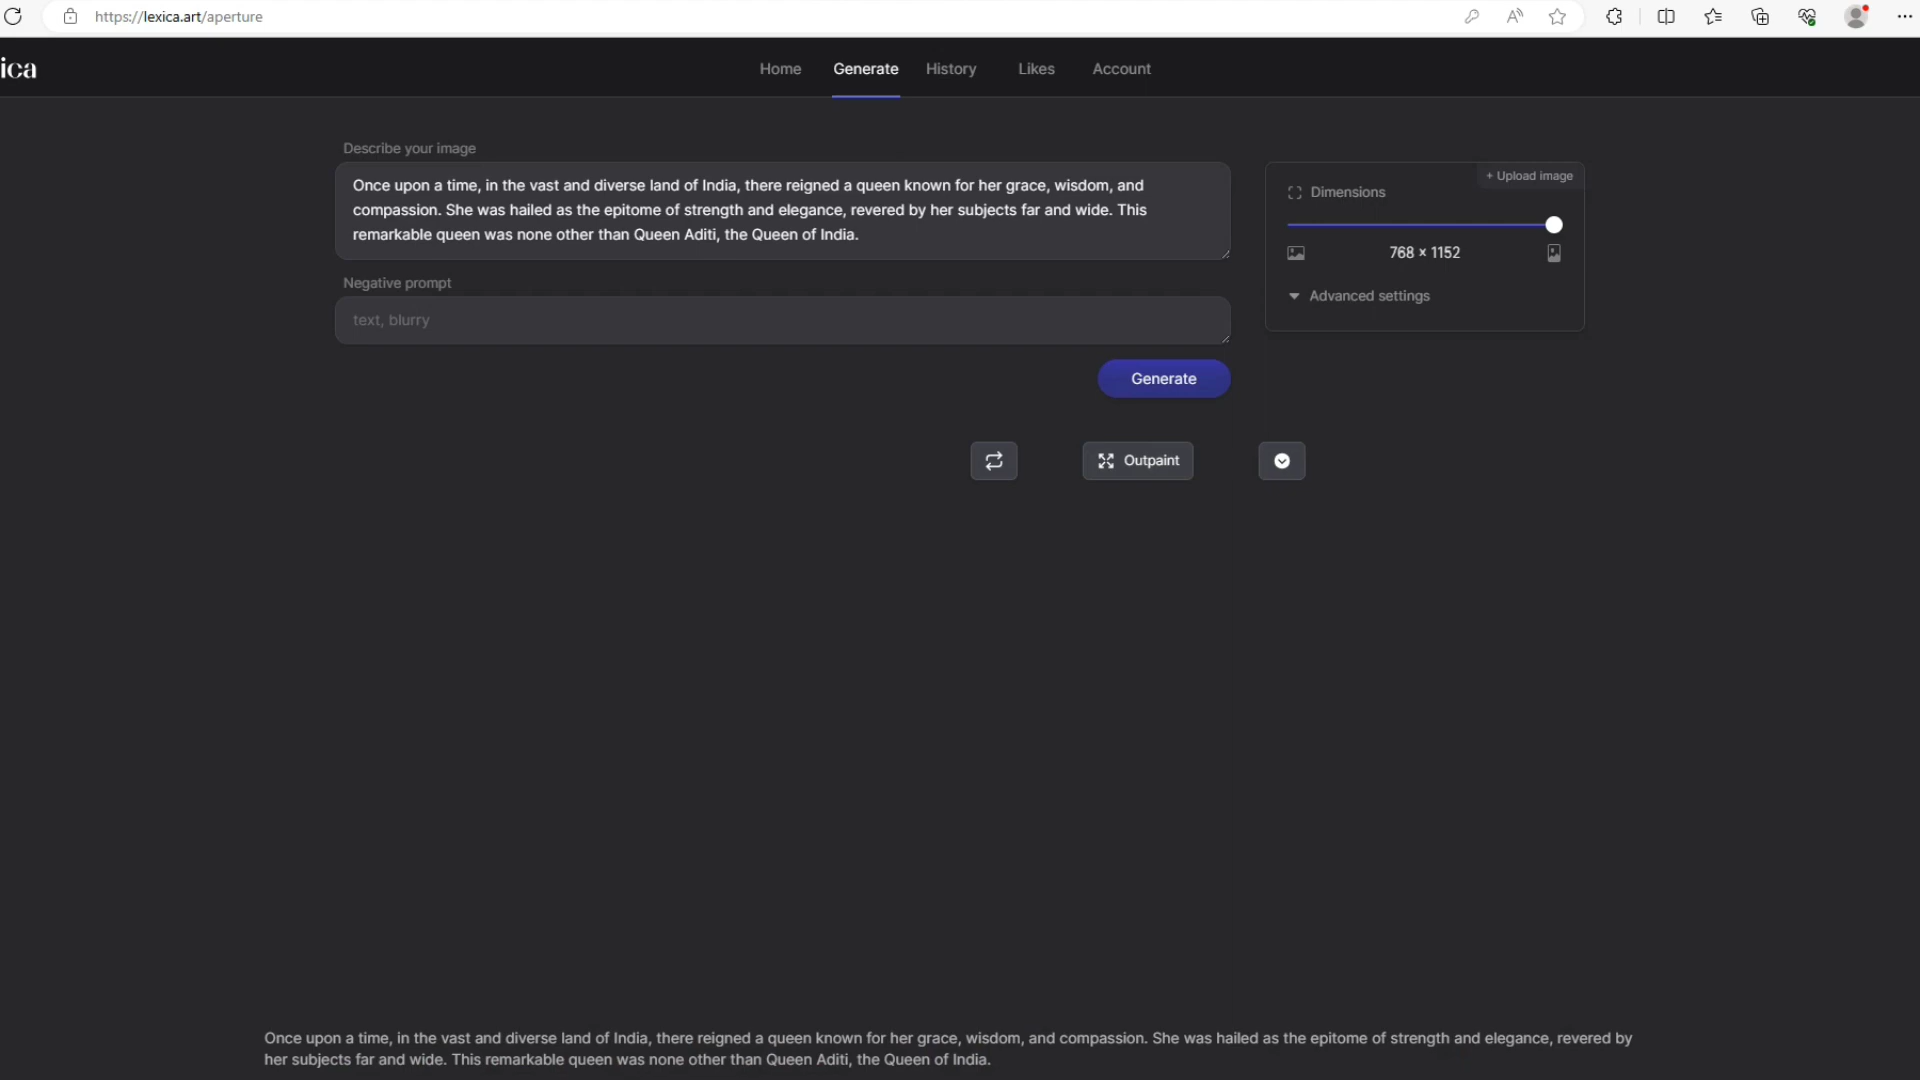 https://lexica.art/aperture
ica
Home Generate History Likes Account
Describe your image
Once upon a time, in the vast and diverse land of India, there reigned a queen known for her grace, wisdom, and
compassion. She was hailed as the epitome of strength and elegance, revered by her subjects far and wide. This
remarkable queen was none other than Queen Aditi, the Queen of India.
+ Upload image
Dimensions
768 × 1152
Advanced settings
Negative prompt
text, blurry
Generate
Outpaint
Once upon a time, in the vast and diverse land of India, there reigned a queen known for her grace, wisdom, and compassion. She was hailed as the epitome of strength and elegance, revered by
her subjects far and wide. This remarkable queen was none other than Queen Aditi, the Queen of India.